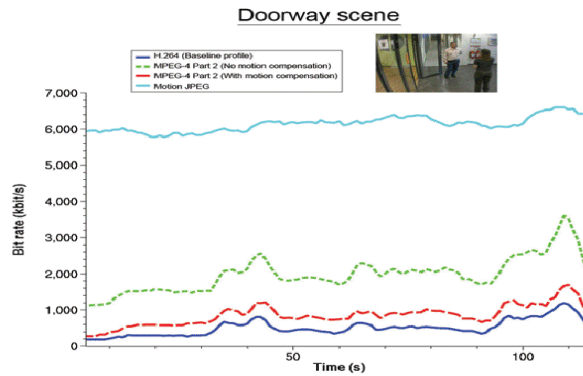 Doorway scene
H.264 (Baseline profile)
MPEG-4 Part 2 (No motion compensation)
MPEG-4 Part 2 (With motion compensation)
Motion JPEG
7,000
6,000
5,000
4,000
3,000
2,000
1,000
0
Bit rate (kbit/s)
50
100
Time (s)